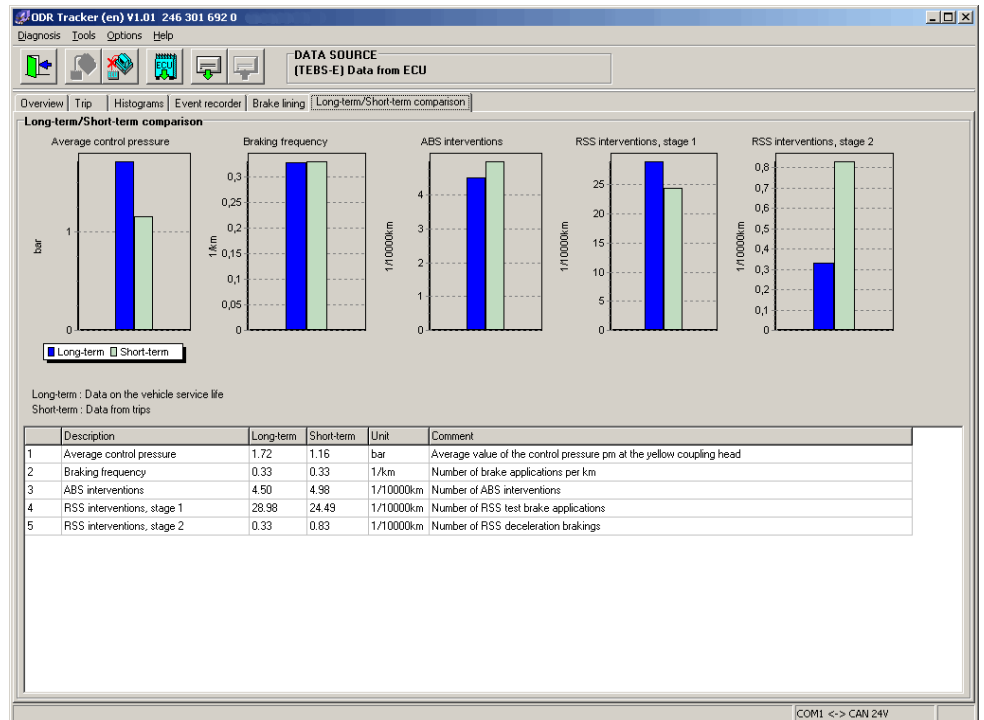 ODR Tracker (en) V1.01 246 301 692 0
Diagnosis Tools Options Help
ECU
DATA SOURCE
(TEBS-E) Data from ECU
Overview Trip Histograms Event recorder Brake lining Long-term/Short-term comparison
Long-term/Short-term comparison
Average control pressure
bar
1
0
Braking frequency
1/km
0,3
0,25
0,2
0,15
0,1
0,05
0
ABS interventions
1/10000km
4
3
2
1
0
RSS interventions, stage 1
1/10000km
25
20
15
10
5
0
RSS interventions, stage 2
1/10000km
0,8
0,7
0,6
0,5
0,4
0,3
0,2
0,1
0
Long-term Short-term
Long-term : Data on the vehicle service life
Short-term : Data from trips
Description Long-term Short-term Unit Comment
1 Average control pressure 1.72 1.16 bar Average value of the control pressure pm at the yellow coupling head
2 Braking frequency 0.33 0.33 1/km Number of brake applications per km
3 ABS interventions 4.50 4.98 1/10000km Number of ABS interventions
4 RSS interventions, stage 1 28.98 24.49 1/10000km Number of RSS test brake applications
5 RSS interventions, stage 2 0.33 0.83 1/10000km Number of RSS deceleration brakings
COM1 <-> CAN 24V